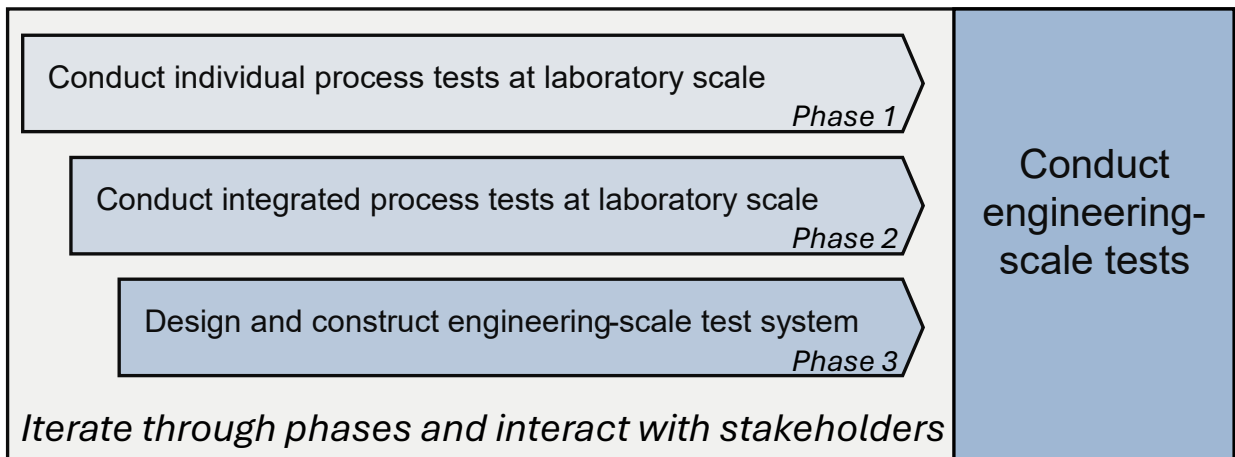 Conduct individual process tests at laboratory scale
Phase 1
Conduct integrated process tests at laboratory scale
Phase 2
Design and construct engineering-scale test system
Phase 3
Iterate through phases and interact with stakeholders
Conduct
engineering-
scale tests